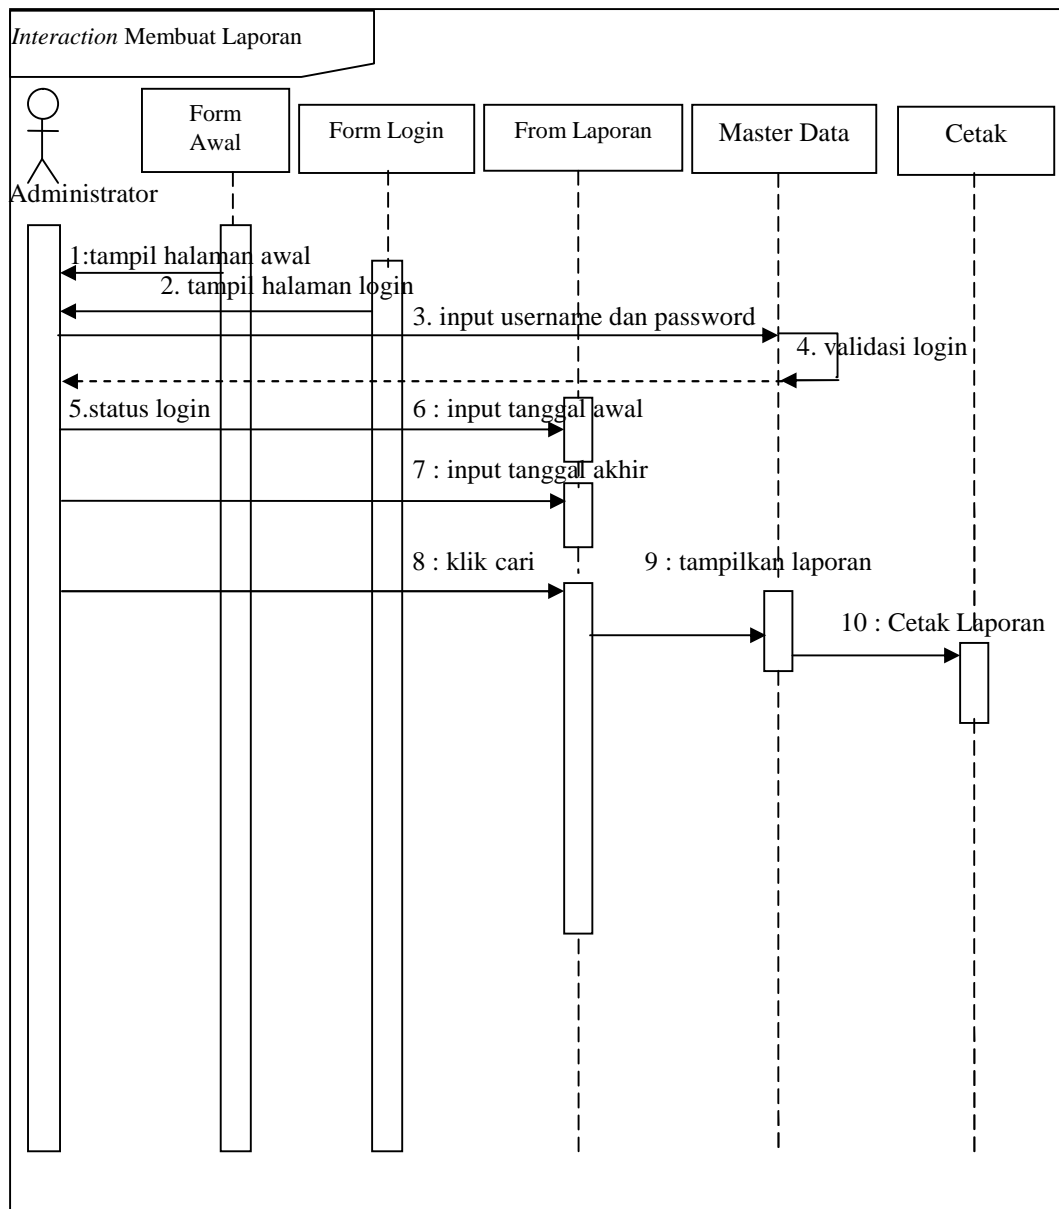 Interaction Membuat Laporan
Form
Awal
Form Login
From Laporan
Master Data
Cetak
Administrator
1:tampil halaman awal
2. tampil halaman login
3. input username dan password
4. validasi login
5.status login
6 : input tanggal awal
7 : input tanggal akhir
8 : klik cari
9 : tampilkan laporan
10 : Cetak Laporan